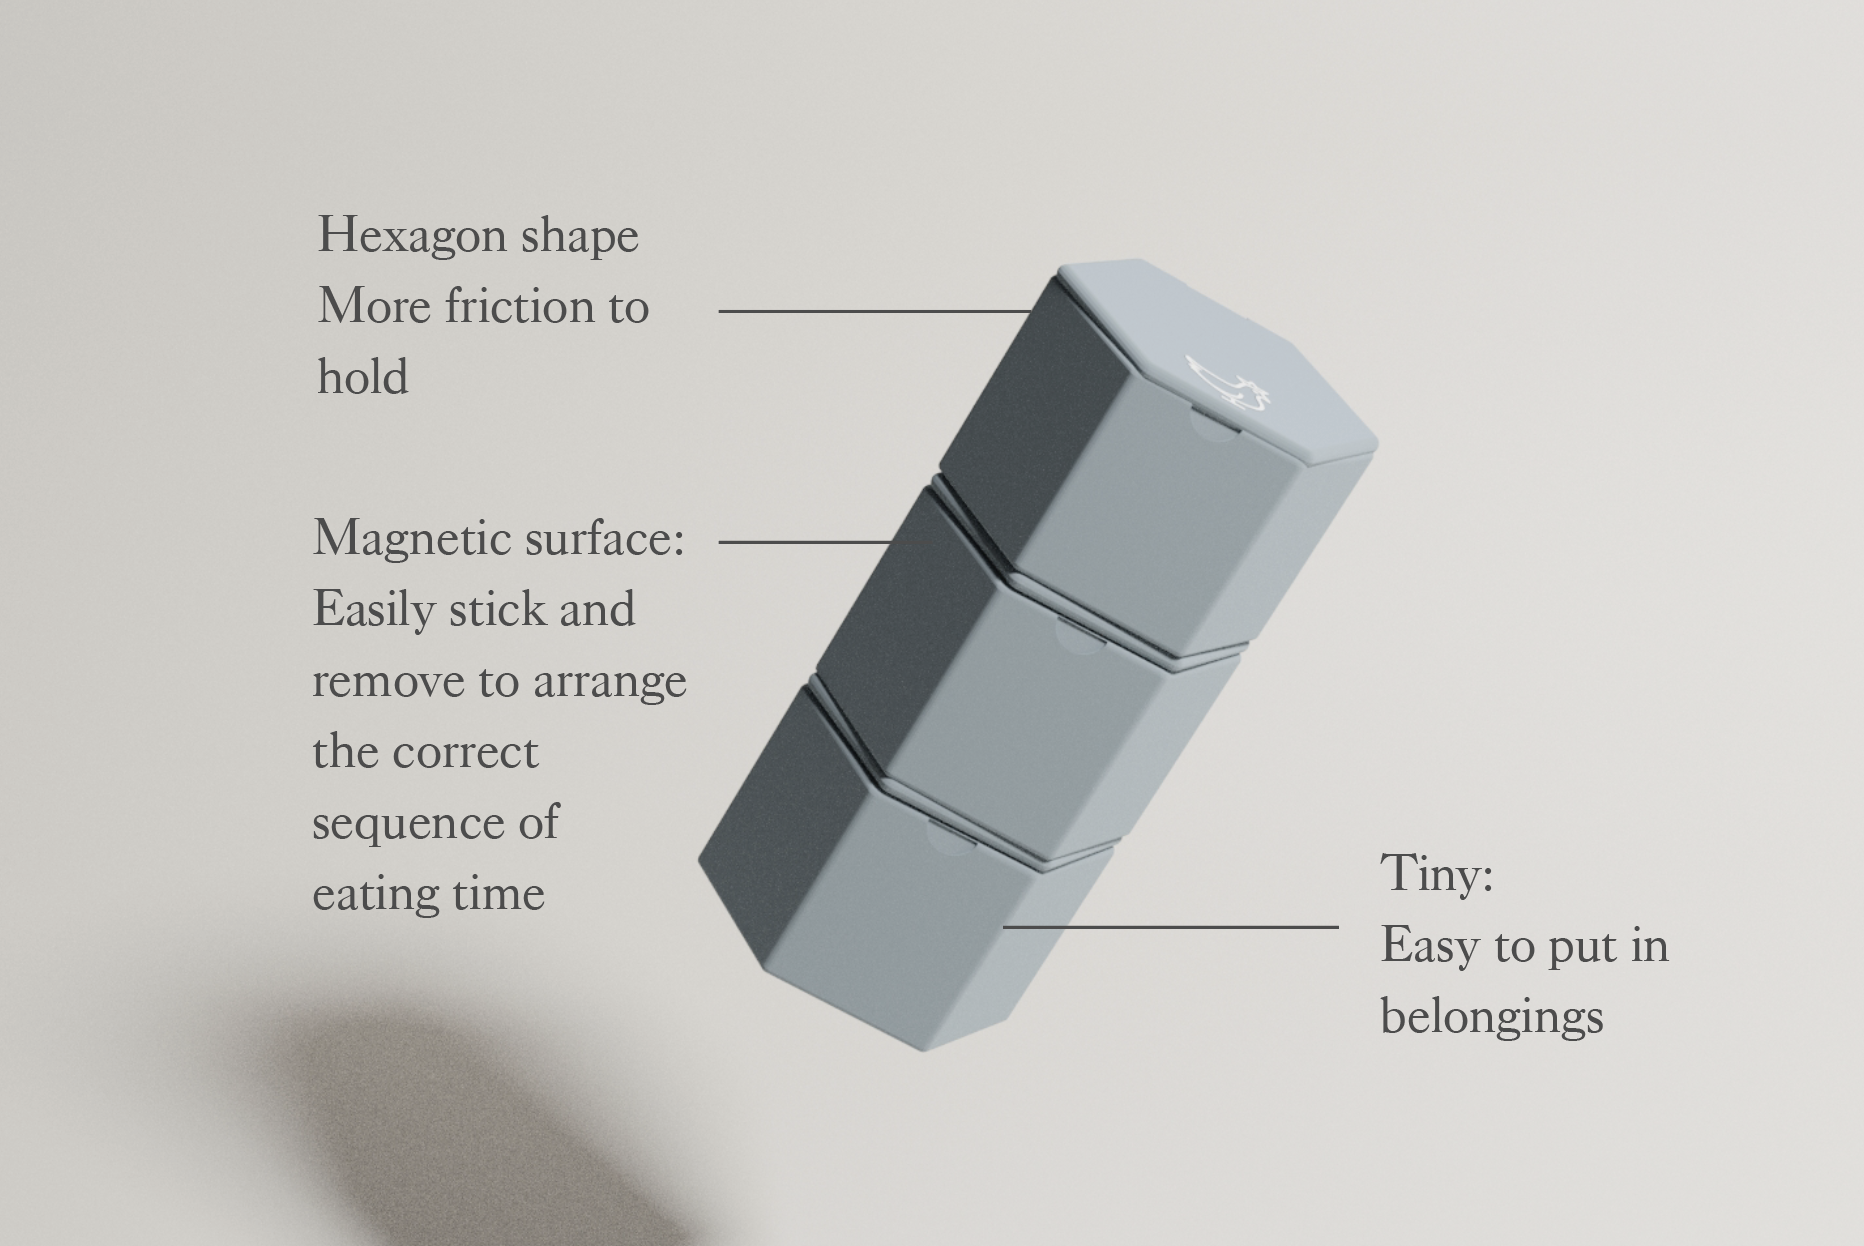 Hexagon shape
More friction to
hold
Magnetic surface:
Easily stick and
remove to arrange
the correct
sequence of
eating time
Tiny:
Easy to put in
belongings